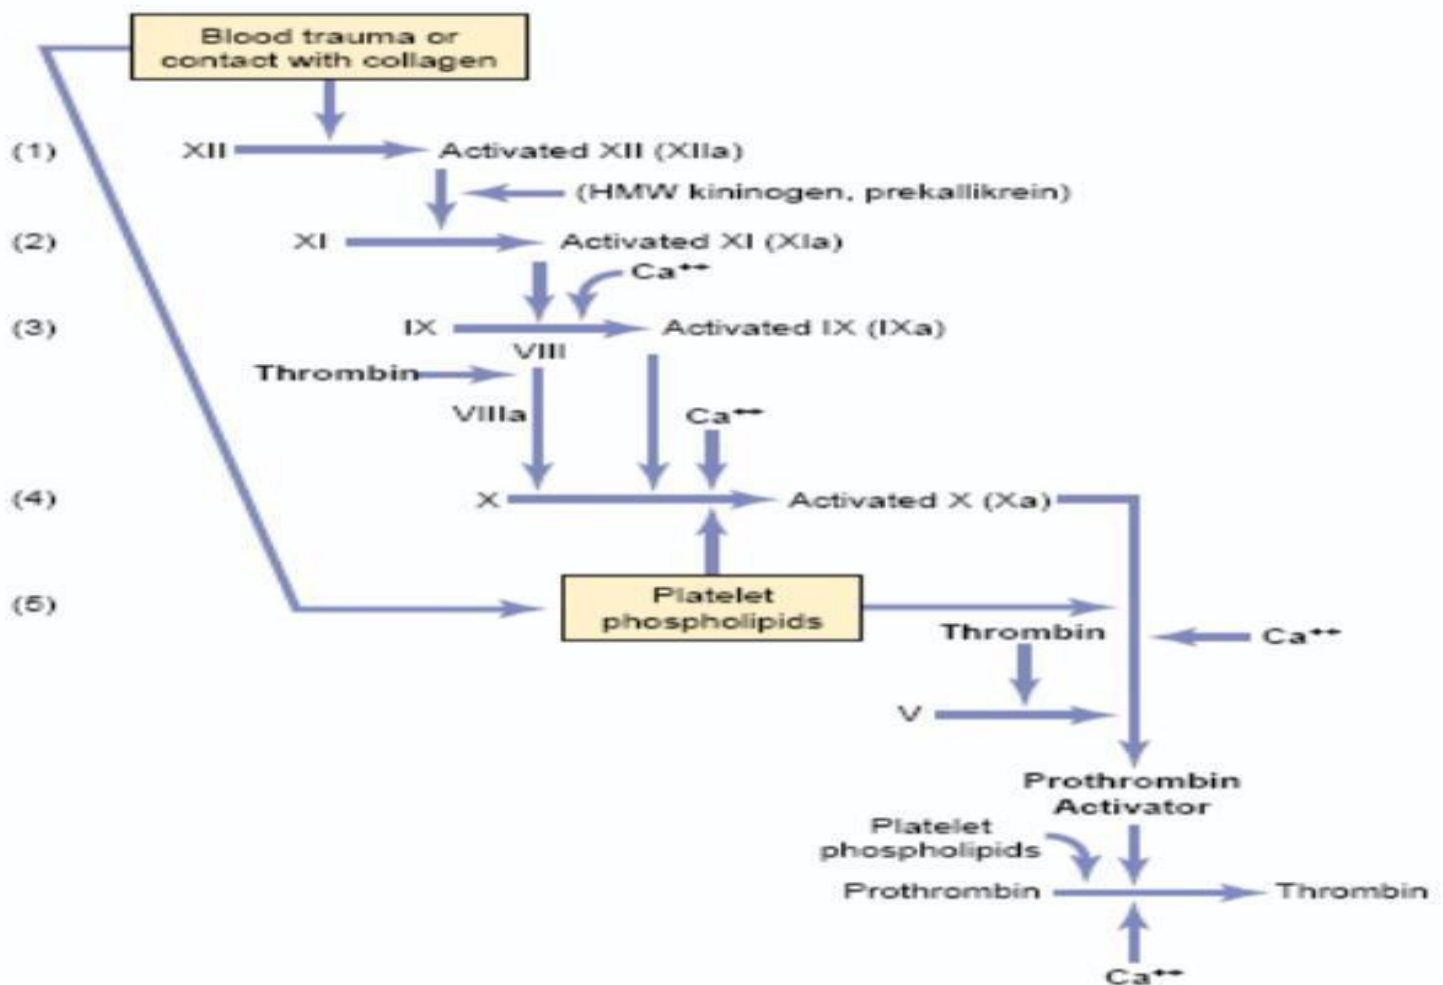 Blood trauma or
contact with collagen
(1) XII Activated XII (XIIa)
(HMW kininogen, prekallikrein)
(2) XI Activated XI (XIa)
Ca++
(3) IX Activated IX (IXa)
VIII
Thrombin
VIIIa Ca++
(4) X Activated X (Xa)
(5) Platelet
phospholipids
Thrombin Ca++
V
Prothrombin
Activator
Platelet
phospholipids
Prothrombin Thrombin
Ca++